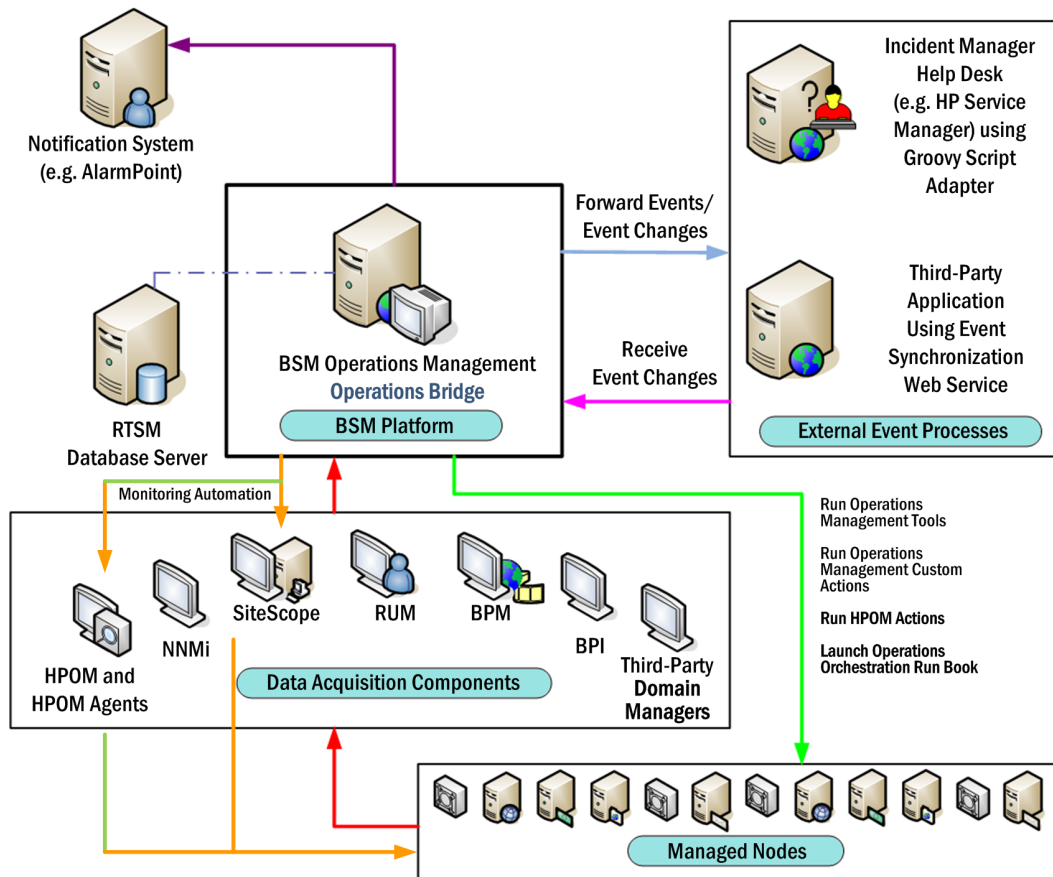 Notification System
(e.g. AlarmPoint)
Incident Manager
Help Desk
(e.g. HP Service
Manager) using
Groovy Script
Adapter
Forward Events/
Event Changes
Third-Party
Application
Using Event
Synchronization
Web Service
External Event Processes
Receive
Event Changes
BSM Operations Management
Operations Bridge
BSM Platform
RTSM
Database Server
Monitoring Automation
Run Operations
Management Tools
Run Operations
Management Custom
Actions
Run HPOM Actions
Launch Operations
Orchestration Run Book
HPOM and
HPOM Agents
NNMi
SiteScope
RUM
BPM
BPI
Third-Party
Domain
Managers
Data Acquisition Components
Managed Nodes